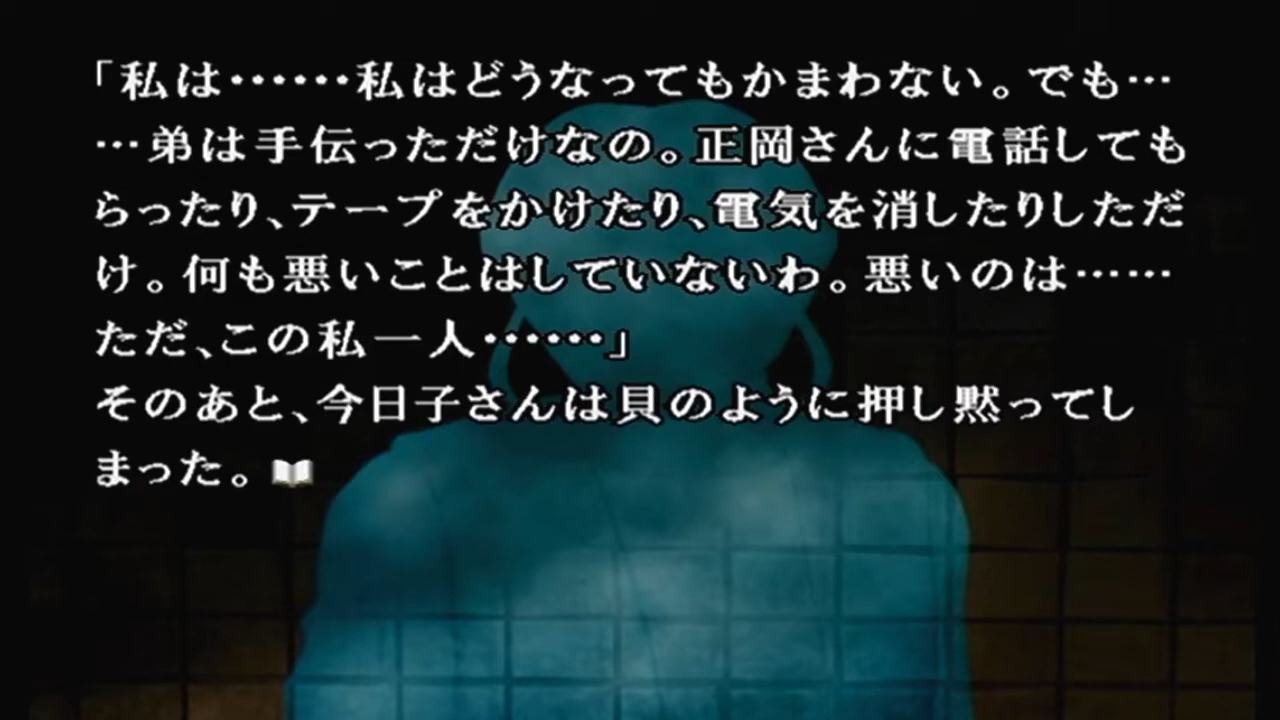 「私は……私はどうなってもかまわない。でも…
…弟は手伝っただけなの。正岡さんに電話しても
らったり、テープをかけたり、電気を消したりしただ
け。何も悪いことはしていないわ。悪いのは……
ただ、この私一人……」
そのあと、今日子さんは貝のように押し黙ってし
まった。